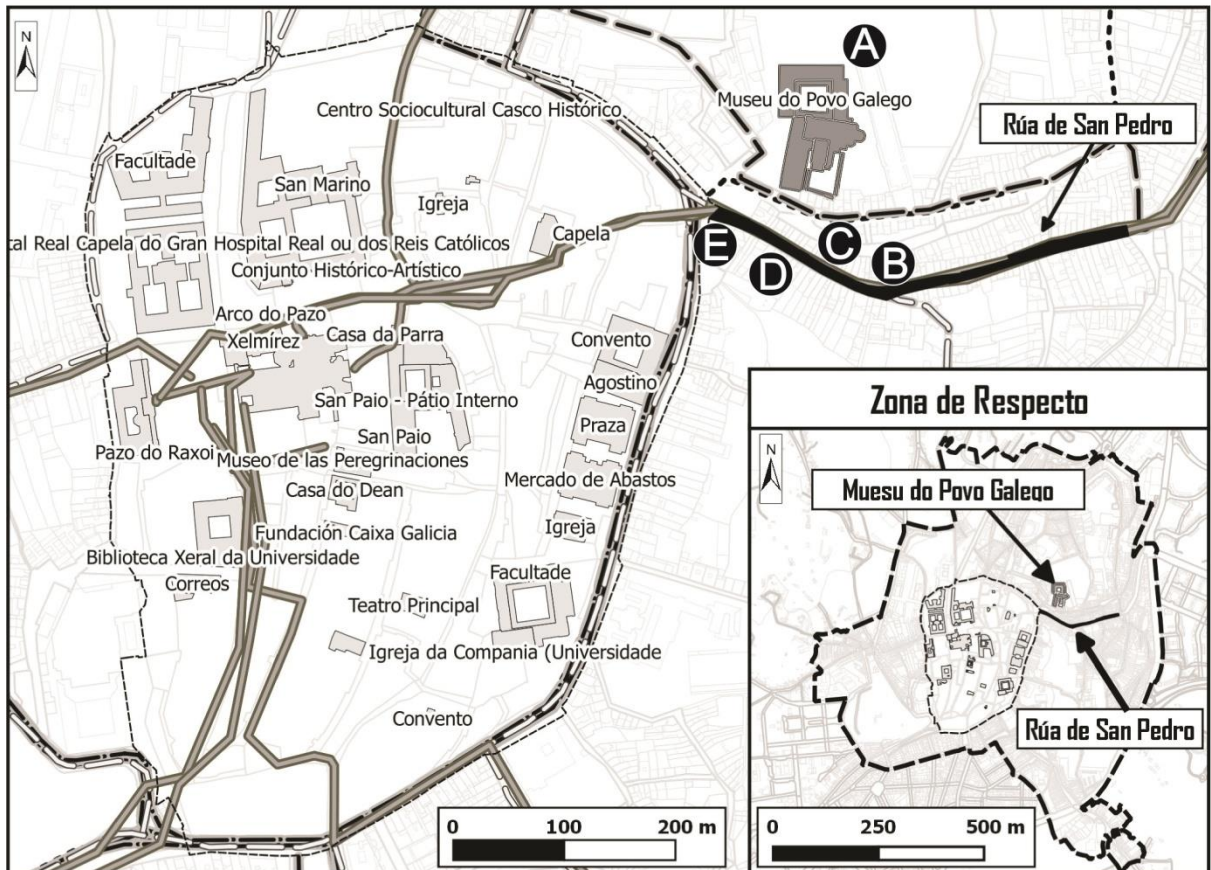 N
A
Museu do Povo Galego
Centro Sociocultural Casco Histórico
Rúa de San Pedro
Facultade
San Marino
Igreja
Capela
tal Real Capela do Gran Hospital Real ou dos Reis Católicos
Conjunto Histórico-Artístico
E
D
C
B
Arco do Pazo
Xelmírez
Casa da Parra
Convento
Agostino
San Paio - Pátio Interno
Praza
San Paio
Pazo do Raxoi
Museo de las Peregrinaciones
Mercado de Abastos
Casa do Dean
Igreja
Fundación Caixa Galicia
Biblioteca Xeral da Universidade
Correos
Facultade
Teatro Principal
Igreja da Compania (Universidade
Convento
0 100 200 m
Zona de Respecto
N
Muesu do Povo Galego
Rúa de San Pedro
0 250 500 m